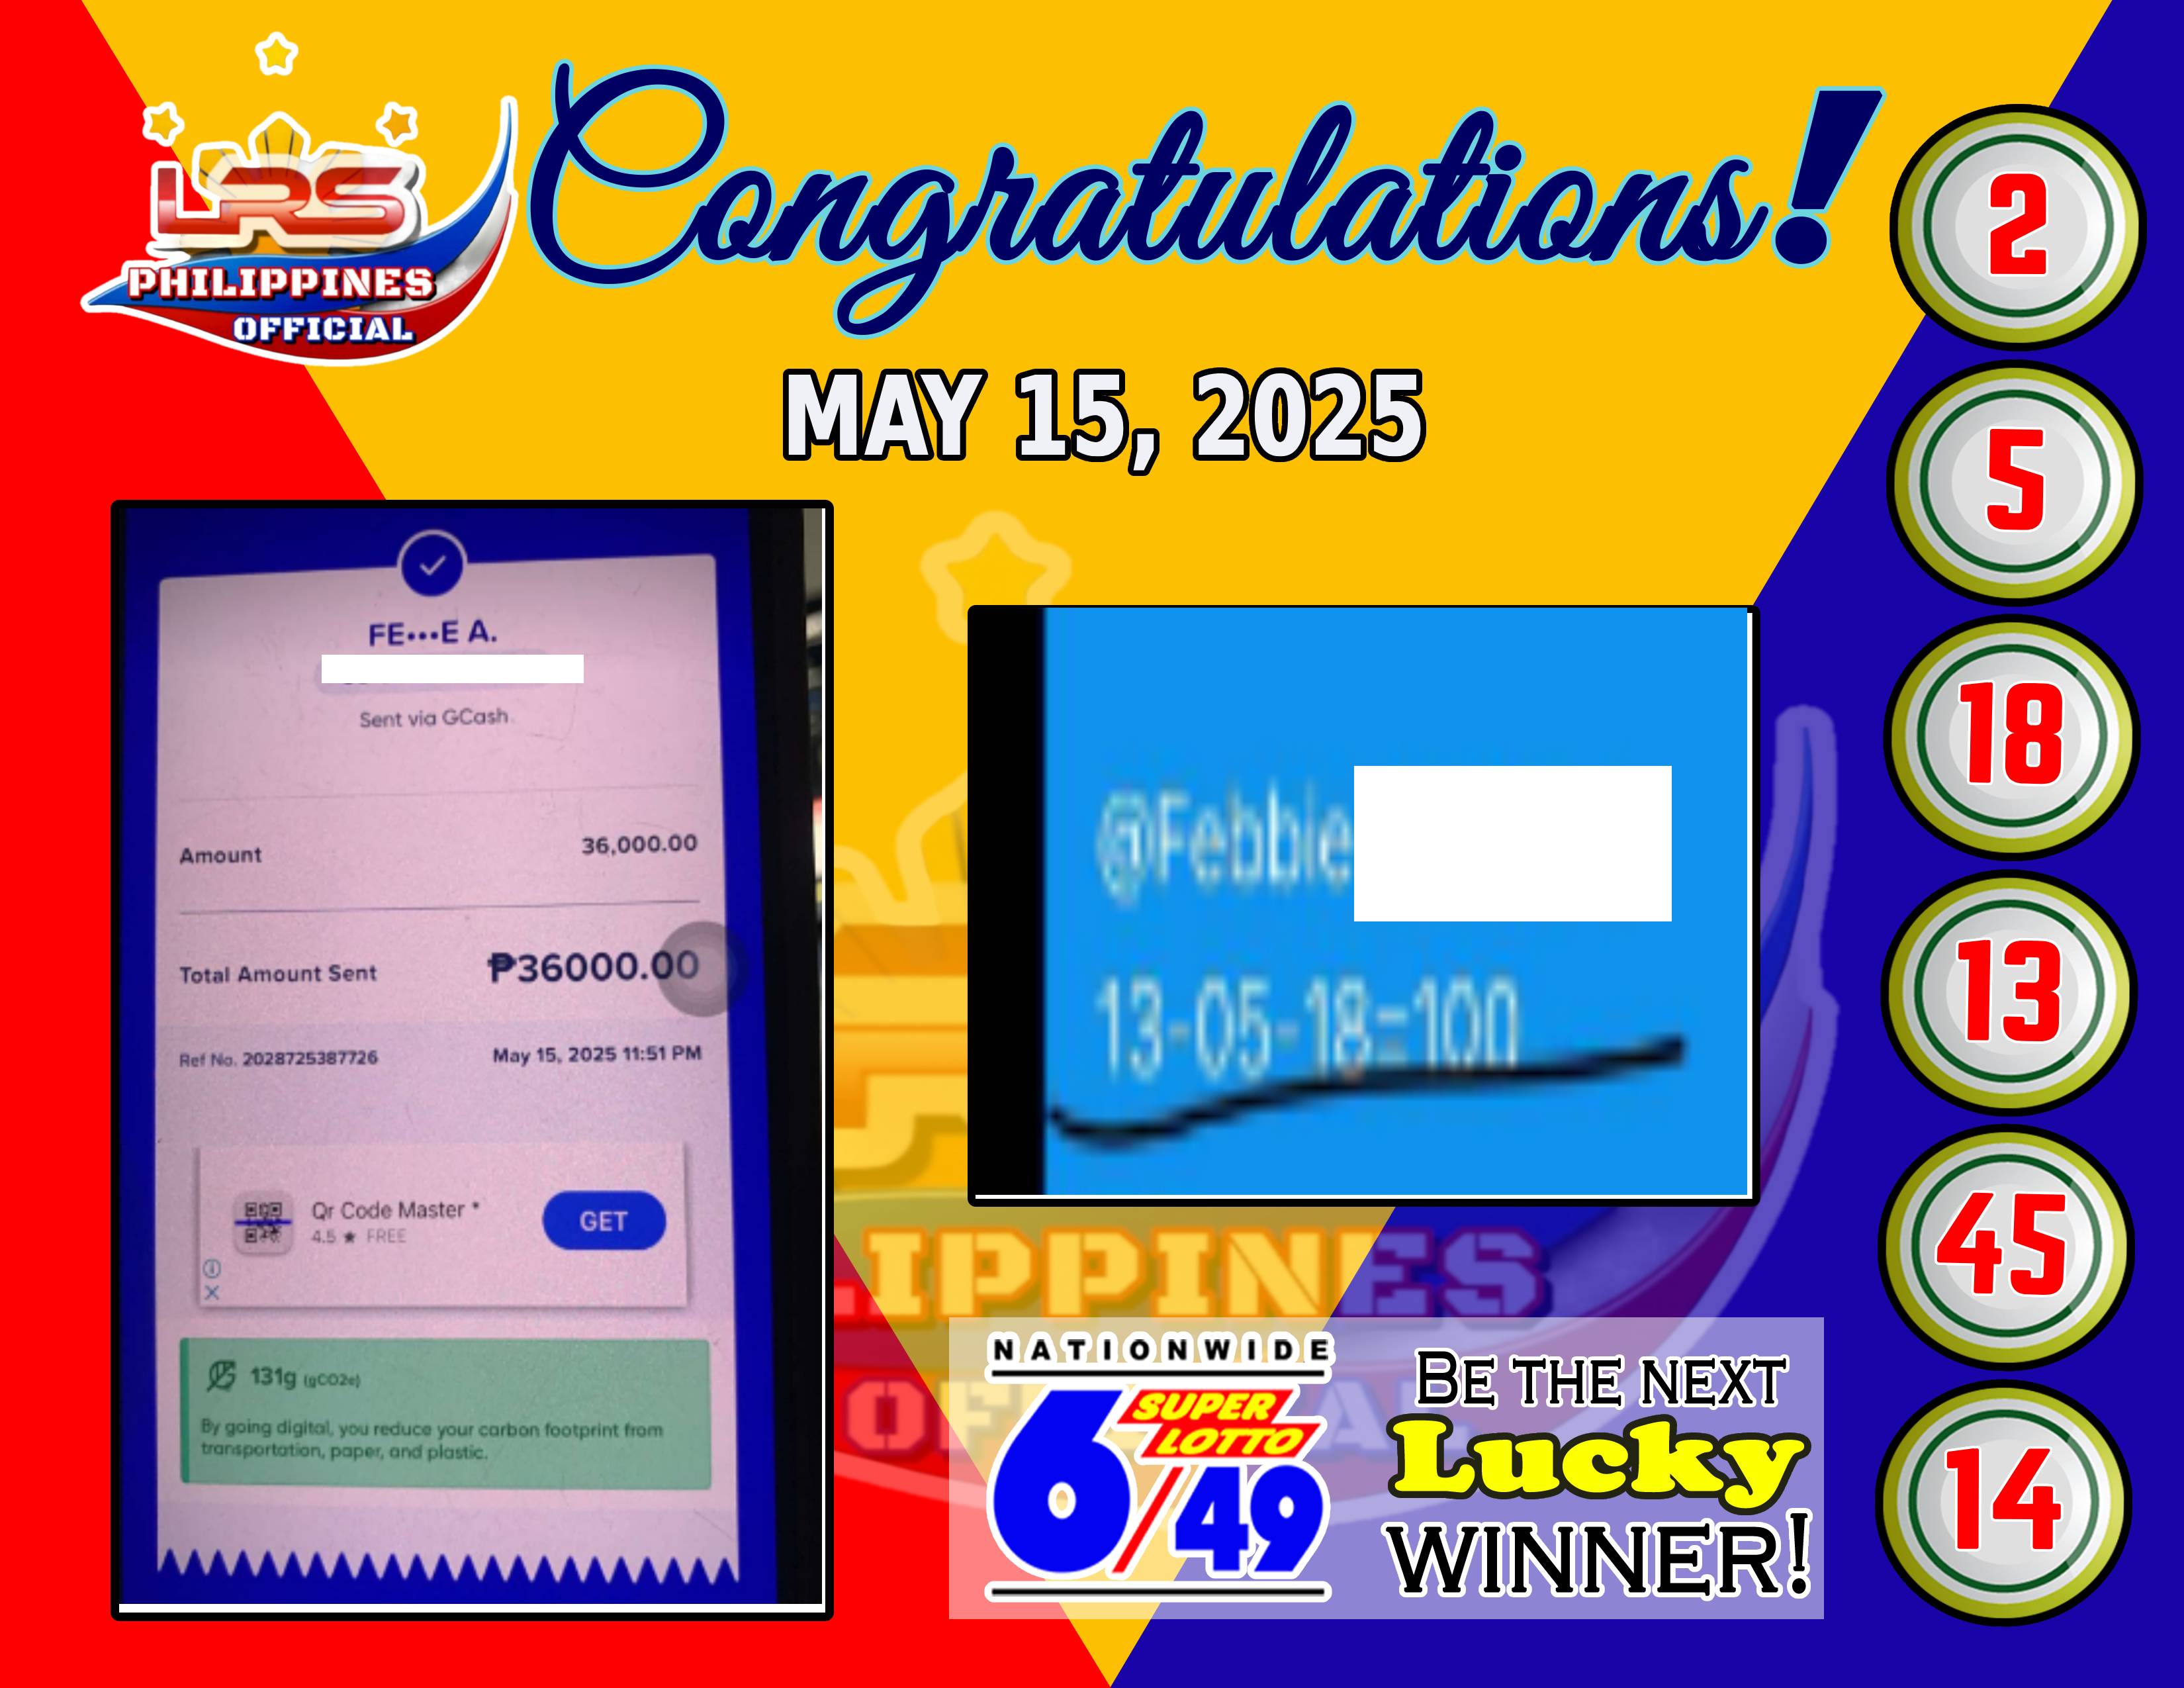 LRS
PHILIPPINES
OFFICIAL
Congratulations!
MAY 15, 2025
FE•••E A.
Sent via GCash
Amount 36,000.00
Total Amount Sent ₱36000.00
Ref No. 2028725387726 May 15, 2025 11:51 PM
Qr Code Master *
4.5 ★ FREE
GET
131g (gCO2e)
By going digital, you reduce your carbon footprint from
transportation, paper, and plastic.
@Febbie
13-05-18=100
LIPPINES
NATIONWIDE
SUPER
LOTTO
6/49
BE THE NEXT
Lucky
WINNER!
2
5
18
13
45
14